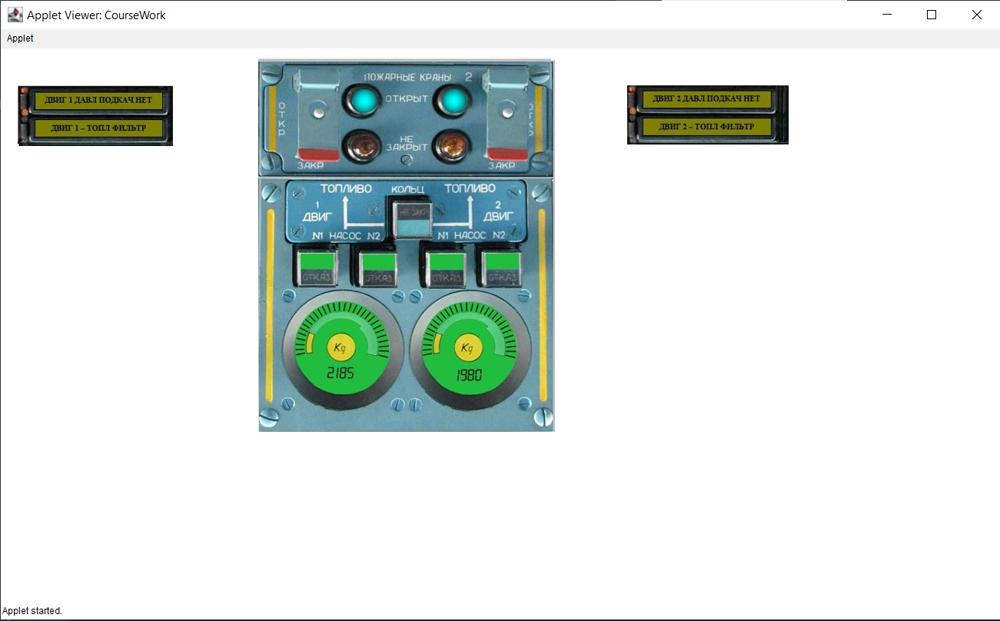 Applet Viewer: CourseWork
Applet
ДВИГ 1 ДАВЛ ПОДКАЧ НЕТ
ДВИГ 1 – ТОПЛ ФИЛЬТР
ПОЖАРНЫЕ КРАНЫ 2
ОТКР
ОТКРЫТ
ОТКР
НЕ
ЗАКРЫТ
ЗАКР
ЗАКР
ДВИГ 2 ДАВЛ ПОДКАЧ НЕТ
ДВИГ 2 – ТОПЛ ФИЛЬТР
ТОПЛИВО КОЛЬЦ ТОПЛИВО
1
ДВИГ
НЕ ЗАКР
2
ДВИГ
N1 НАСОС N2
N1 НАСОС N2
ОТКАЗ ОТКАЗ ОТКАЗ ОТКАЗ
Kg Kg
2185 1980
Applet started.